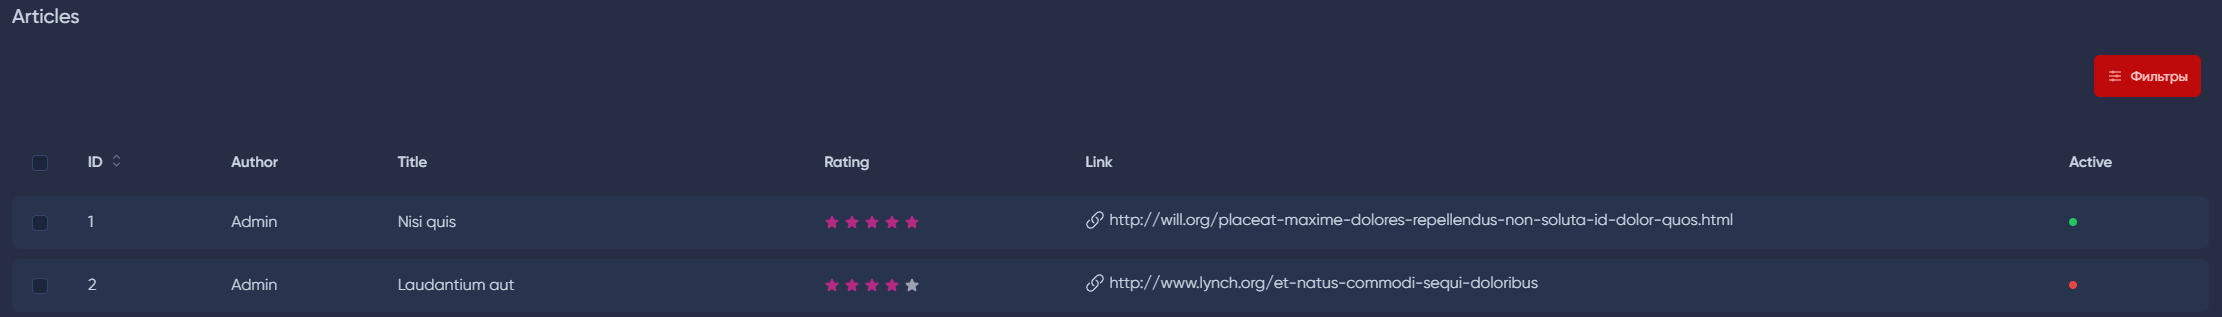 Articles
Фильтры
ID Author Title Rating Link Active
1 Admin Nisi quis http://will.org/placeat-maxime-dolores-repellendus-non-soluta-id-dolor-quos.html
2 Admin Laudantium aut http://www.lynch.org/et-natus-commodi-sequi-doloribus